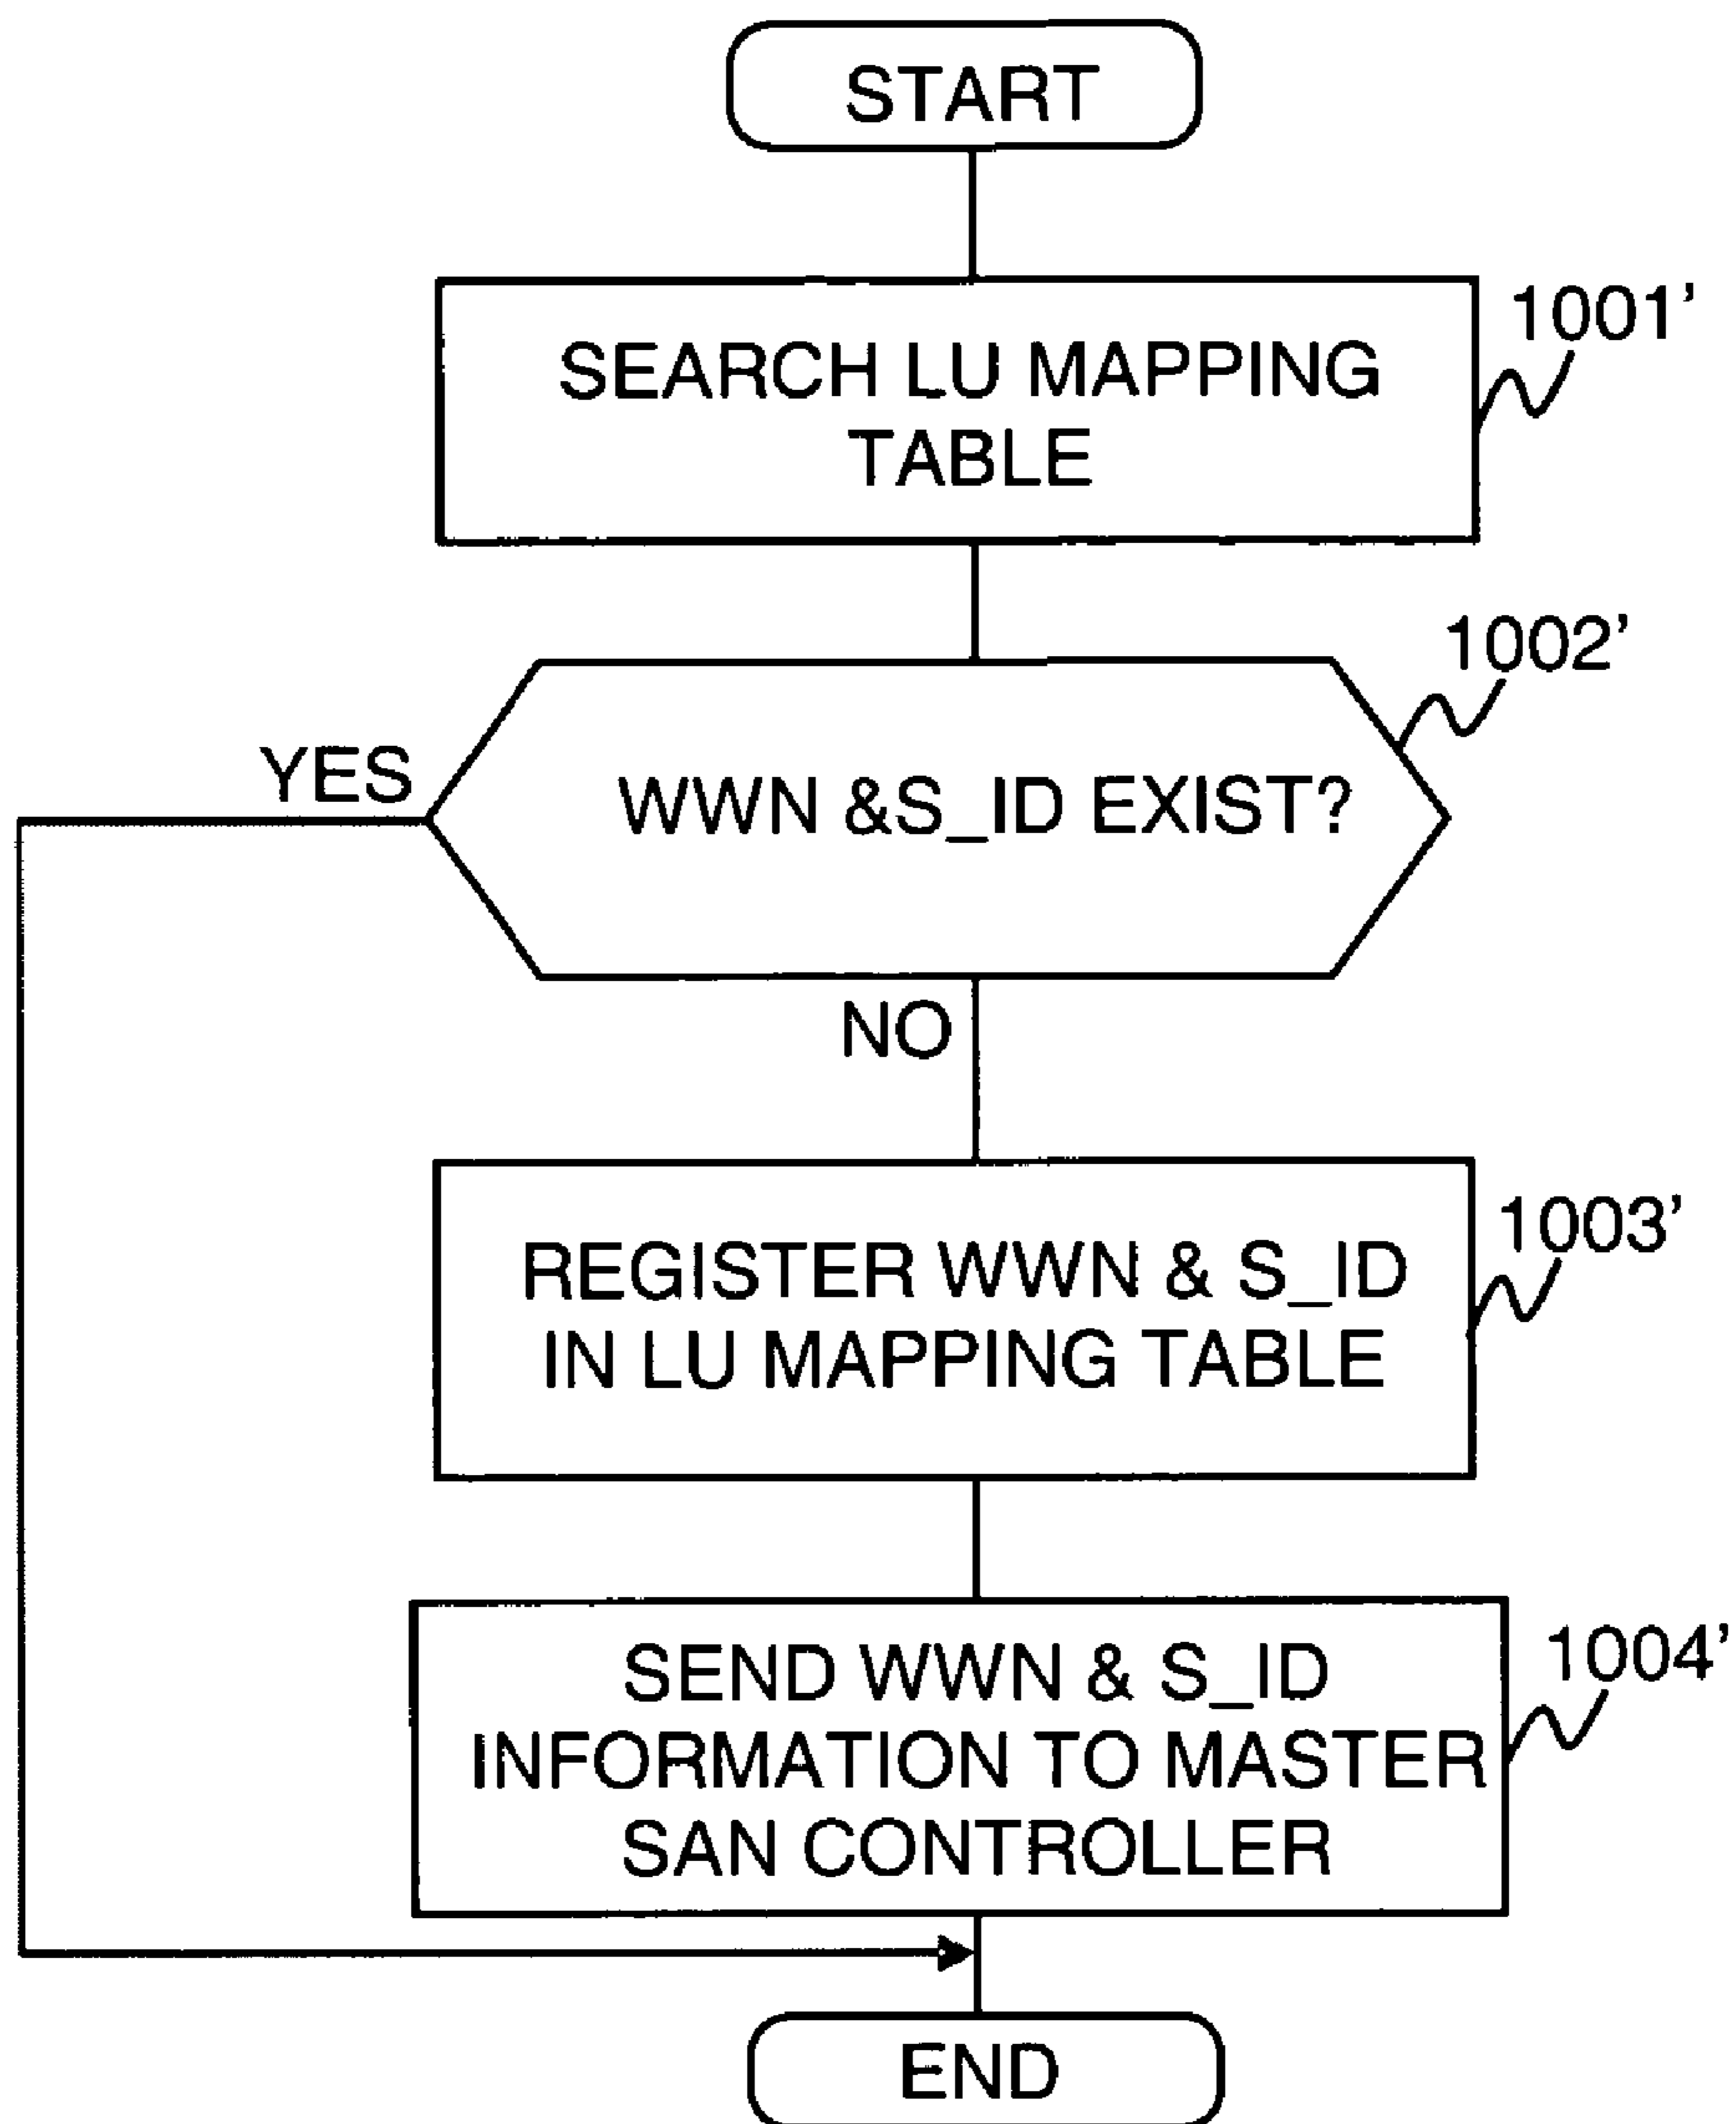 START
1001'
SEARCH LU MAPPING
TABLE
1002'
YES
WWN &S_ID EXIST?
NO
1003'
REGISTER WWN & S_ID
IN LU MAPPING TABLE
1004'
SEND WWN & S_ID
INFORMATION TO MASTER
SAN CONTROLLER
END